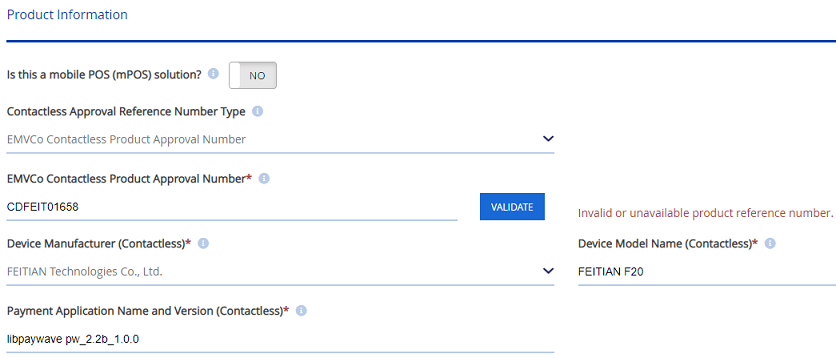 Product Information
Is this a mobile POS (mPOS) solution? NO
Contactless Approval Reference Number Type
EMVCo Contactless Product Approval Number
EMVCo Contactless Product Approval Number*
CDFEIT01658 VALIDATE Invalid or unavailable product reference number.
Device Manufacturer (Contactless)* Device Model Name (Contactless)*
FEITIAN Technologies Co., Ltd. FEITIAN F20
Payment Application Name and Version (Contactless)*
libpaywave pw_2.2b_1.0.0